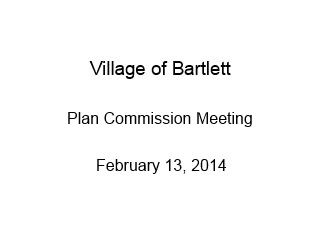 Village of Bartlett
Plan Commission Meeting
February 13, 2014